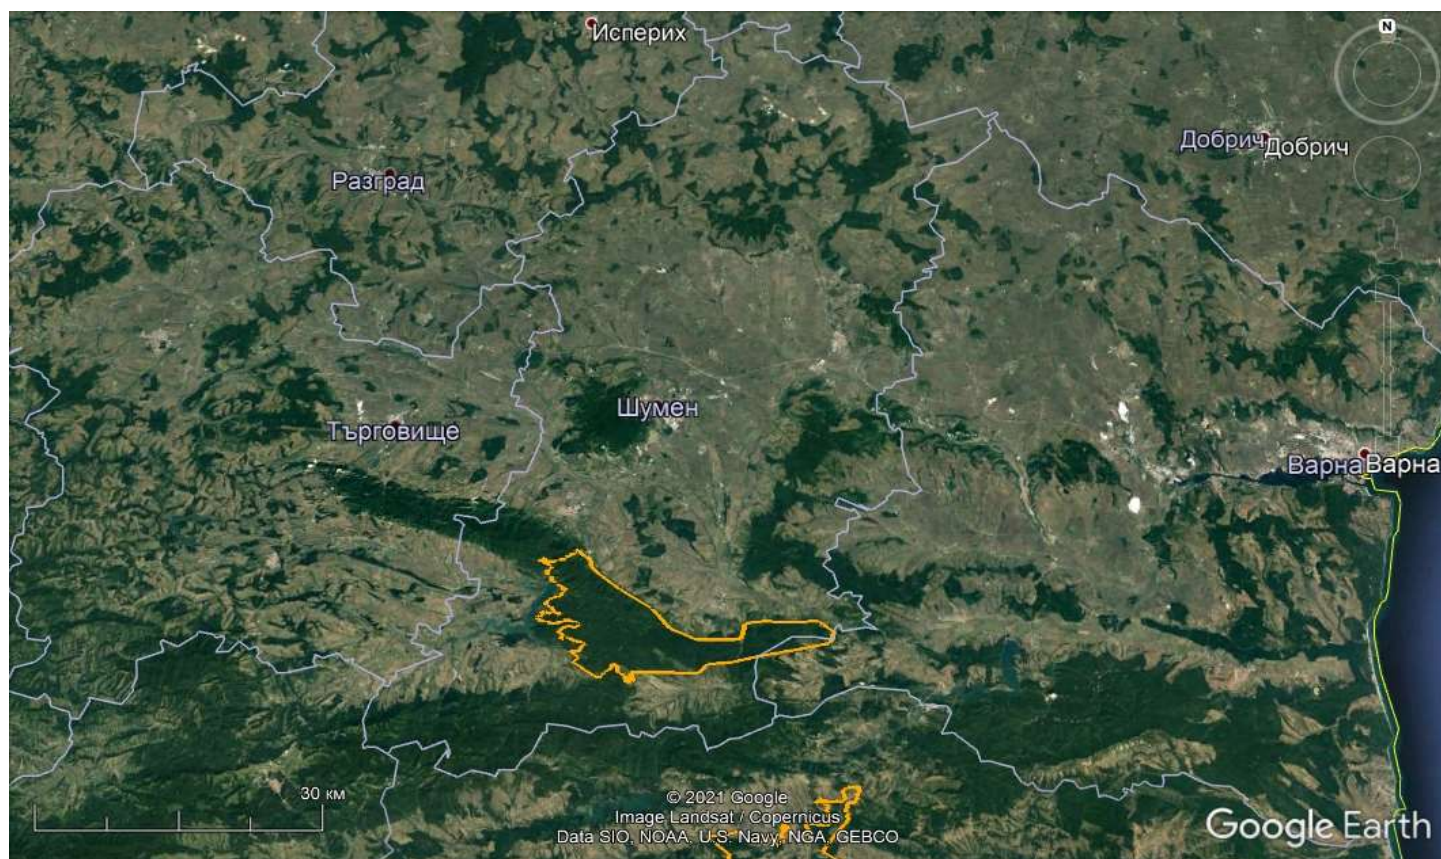 Исперих
N
Добрич
Добрич
Разград
Шумен
Търговище
Варна
Варна
30 км
© 2021 Google
Image Landsat / Copernicus
Data SIO, NOAA, U.S. Navy, NGA, GEBCO
Google Earth